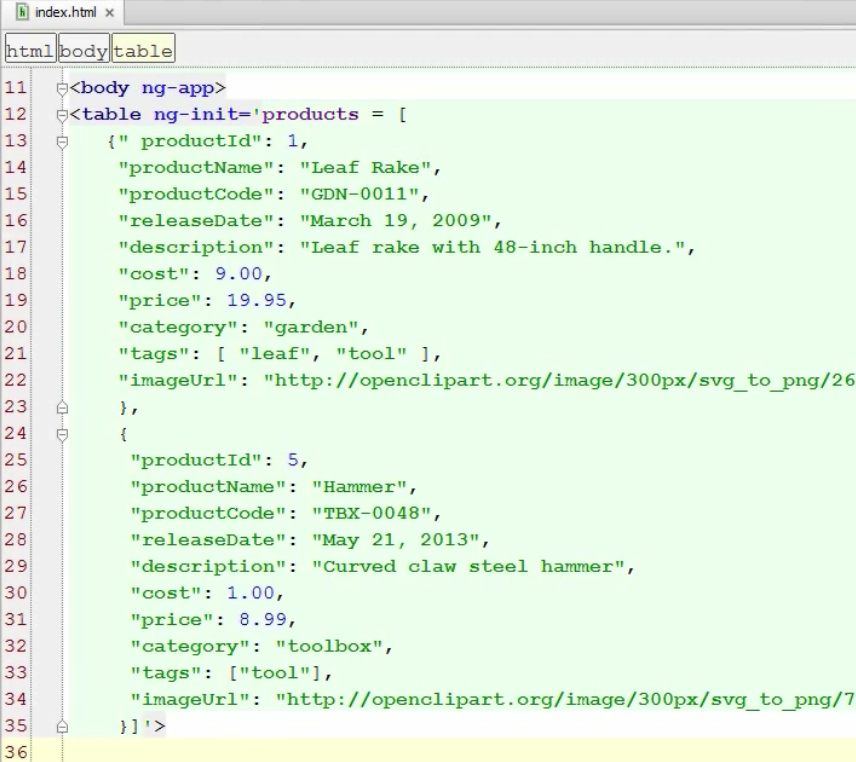 index.html ×
html body table
11 <body ng-app>
12 <table ng-init='products = [
13 {" productId": 1,
14 "productName": "Leaf Rake",
15 "productCode": "GDN-0011",
16 "releaseDate": "March 19, 2009",
17 "description": "Leaf rake with 48-inch handle.",
18 "cost": 9.00,
19 "price": 19.95,
20 "category": "garden",
21 "tags": [ "leaf", "tool" ],
22 "imageUrl": "http://openclipart.org/image/300px/svg_to_png/26
23 },
24 {
25 "productId": 5,
26 "productName": "Hammer",
27 "productCode": "TBX-0048",
28 "releaseDate": "May 21, 2013",
29 "description": "Curved claw steel hammer",
30 "cost": 1.00,
31 "price": 8.99,
32 "category": "toolbox",
33 "tags": ["tool"],
34 "imageUrl": "http://openclipart.org/image/300px/svg_to_png/7
35 }]'>
36